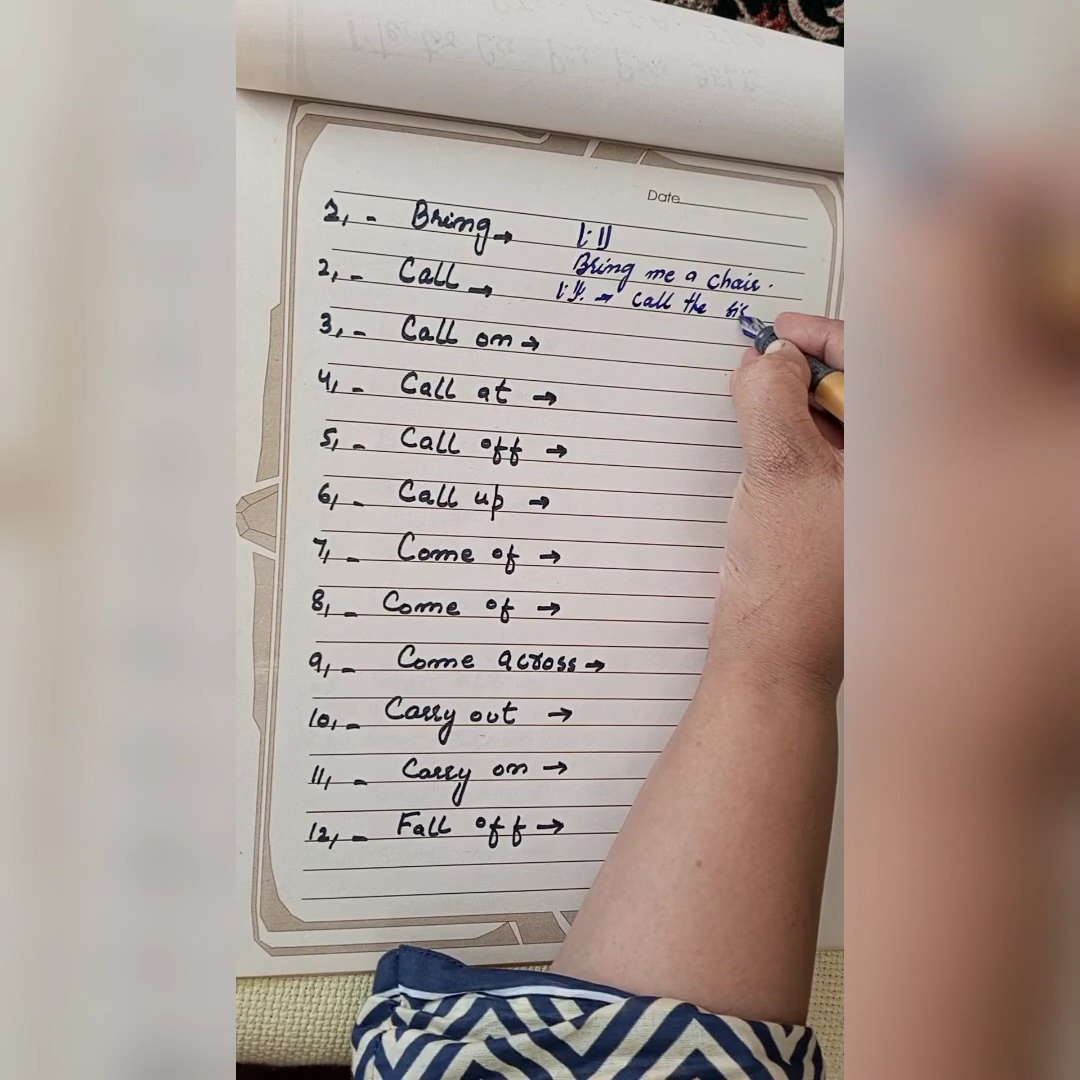 Date
1, - Bring →
Bring me a chair.
2, - Call → → call the
3, - Call on →
4, - Call at →
5, - Call off →
6, - Call up →
7, - Come of →
8, - Come of →
9, - Come across →
10, - Carry out →
11, - Carry on →
12, - Fall off →